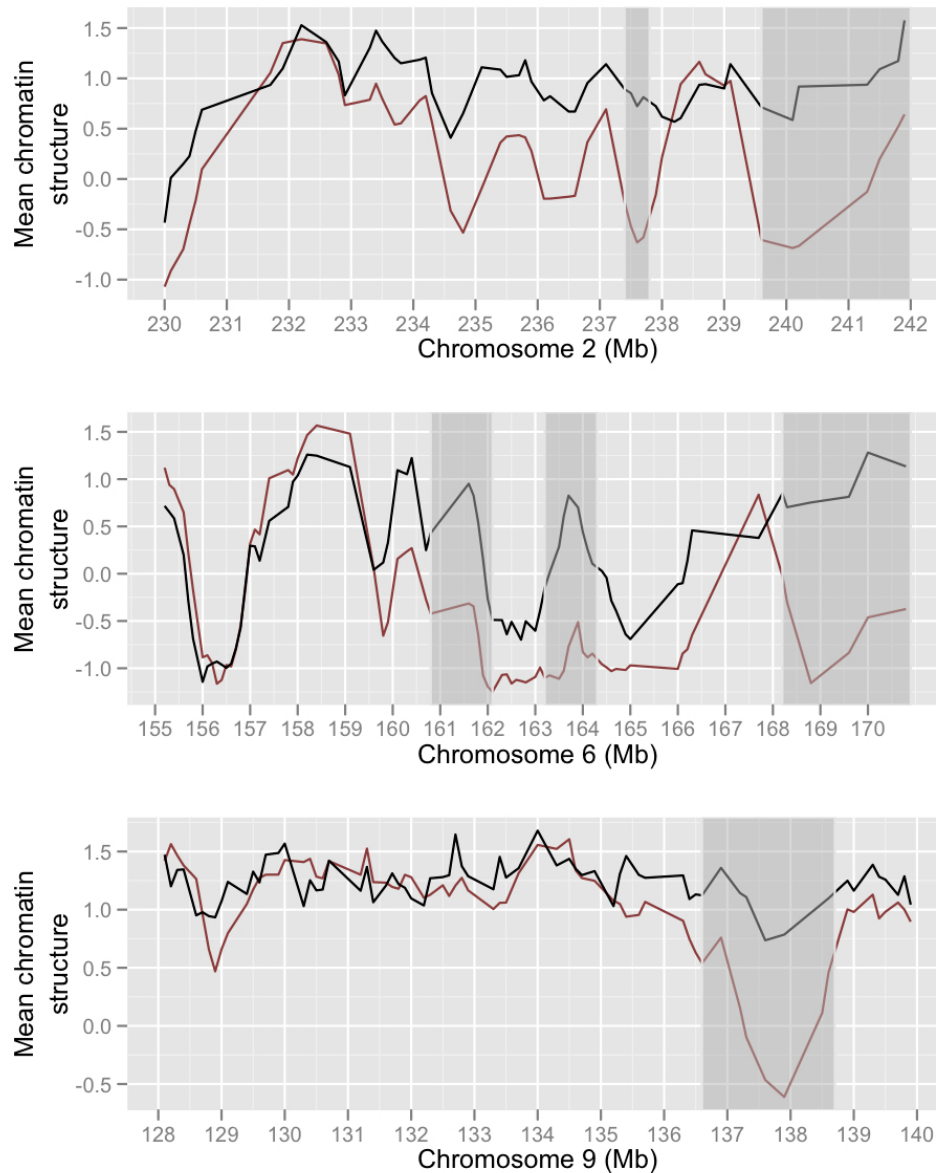 Mean chromatin
structure
1.5
1.0
0.5
0.0
-0.5
-1.0
230 231 232 233 234 235 236 237 238 239 240 241 242
Chromosome 2 (Mb)
Mean chromatin
structure
1.5
1.0
0.5
0.0
-0.5
-1.0
155 156 157 158 159 160 161 162 163 164 165 166 167 168 169 170
Chromosome 6 (Mb)
Mean chromatin
structure
1.5
1.0
0.5
0.0
-0.5
128 129 130 131 132 133 134 135 136 137 138 139 140
Chromosome 9 (Mb)